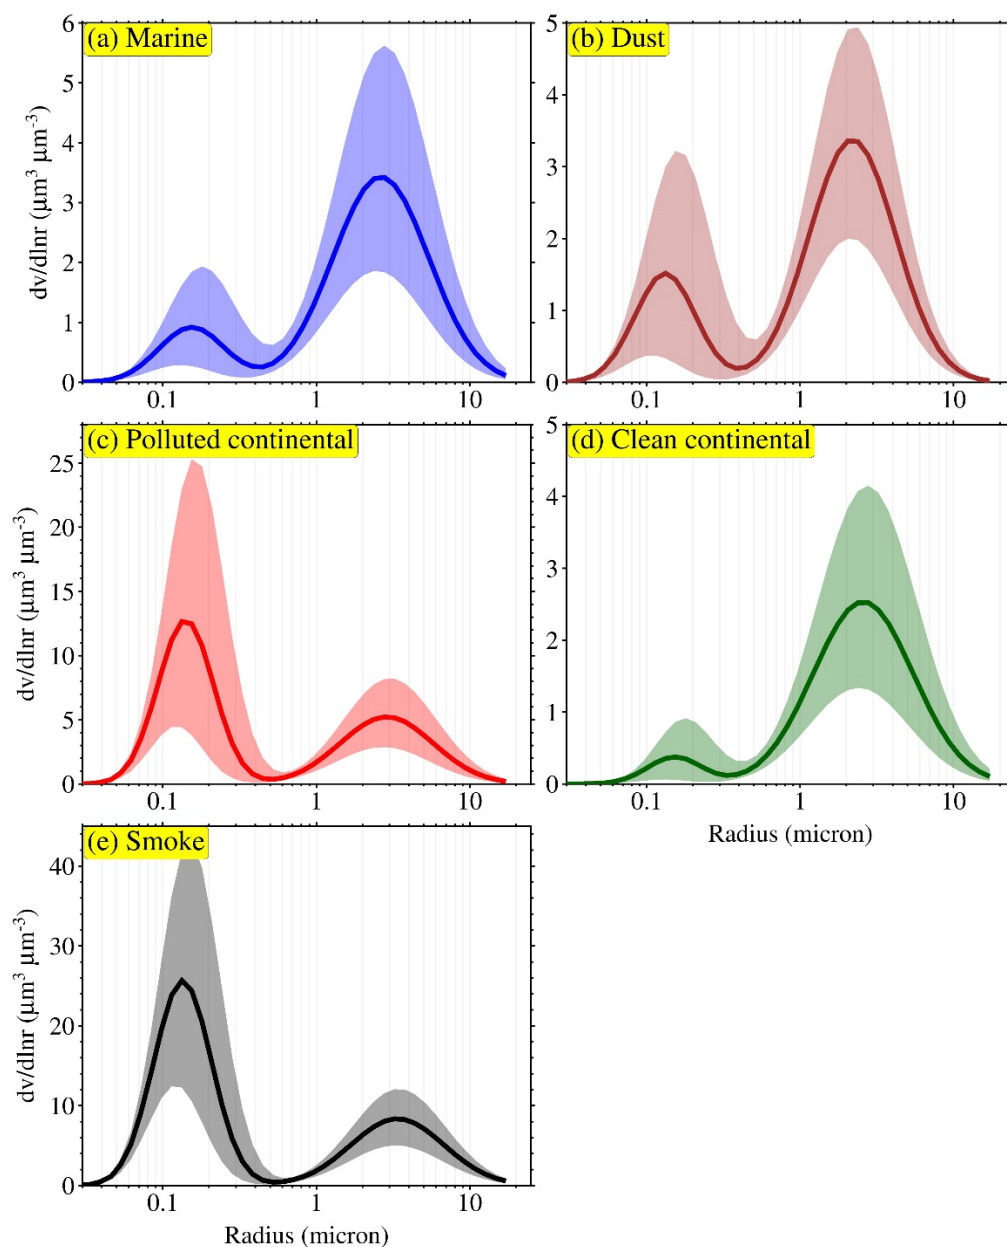 (a) Marine
dv/dlnr (μm³ μm⁻³)
6
5
4
3
2
1
0
0.1 1 10
(b) Dust
5
4
3
2
1
0
0.1 1 10
(c) Polluted continental
dv/dlnr (μm³ μm⁻³)
25
20
15
10
5
0
0.1 1 10
(d) Clean continental
5
4
3
2
1
0
0.1 1 10
Radius (micron)
(e) Smoke
dv/dlnr (μm³ μm⁻³)
40
30
20
10
0
0.1 1 10
Radius (micron)